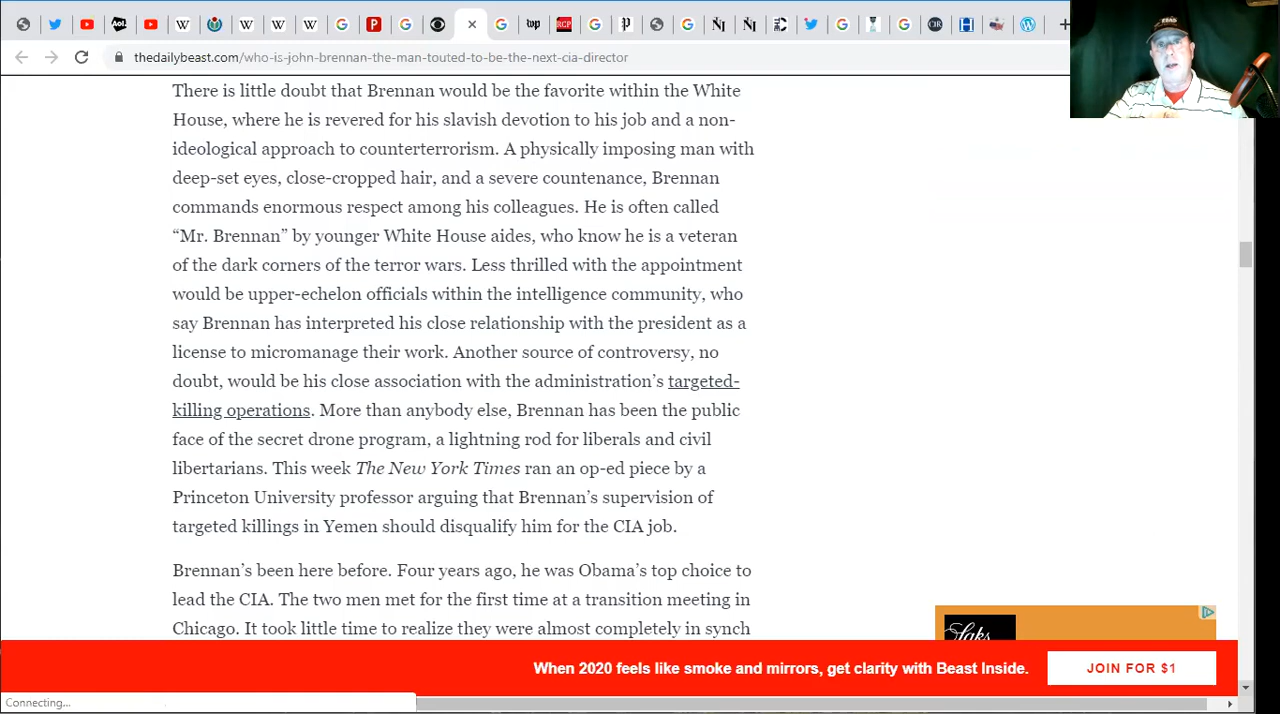 thedailybeast.com/who-is-john-brennan-the-man-touted-to-be-the-next-cia-director
There is little doubt that Brennan would be the favorite within the White
House, where he is revered for his slavish devotion to his job and a non-
ideological approach to counterterrorism. A physically imposing man with
deep-set eyes, close-cropped hair, and a severe countenance, Brennan
commands enormous respect among his colleagues. He is often called
“Mr. Brennan” by younger White House aides, who know he is a veteran
of the dark corners of the terror wars. Less thrilled with the appointment
would be upper-echelon officials within the intelligence community, who
say Brennan has interpreted his close relationship with the president as a
license to micromanage their work. Another source of controversy, no
doubt, would be his close association with the administration’s targeted-
killing operations. More than anybody else, Brennan has been the public
face of the secret drone program, a lightning rod for liberals and civil
libertarians. This week The New York Times ran an op-ed piece by a
Princeton University professor arguing that Brennan’s supervision of
targeted killings in Yemen should disqualify him for the CIA job.
Brennan’s been here before. Four years ago, he was Obama’s top choice to
lead the CIA. The two men met for the first time at a transition meeting in
Chicago. It took little time to realize they were almost completely in synch
Saks
When 2020 feels like smoke and mirrors, get clarity with Beast Inside.
JOIN FOR $1
Connecting...